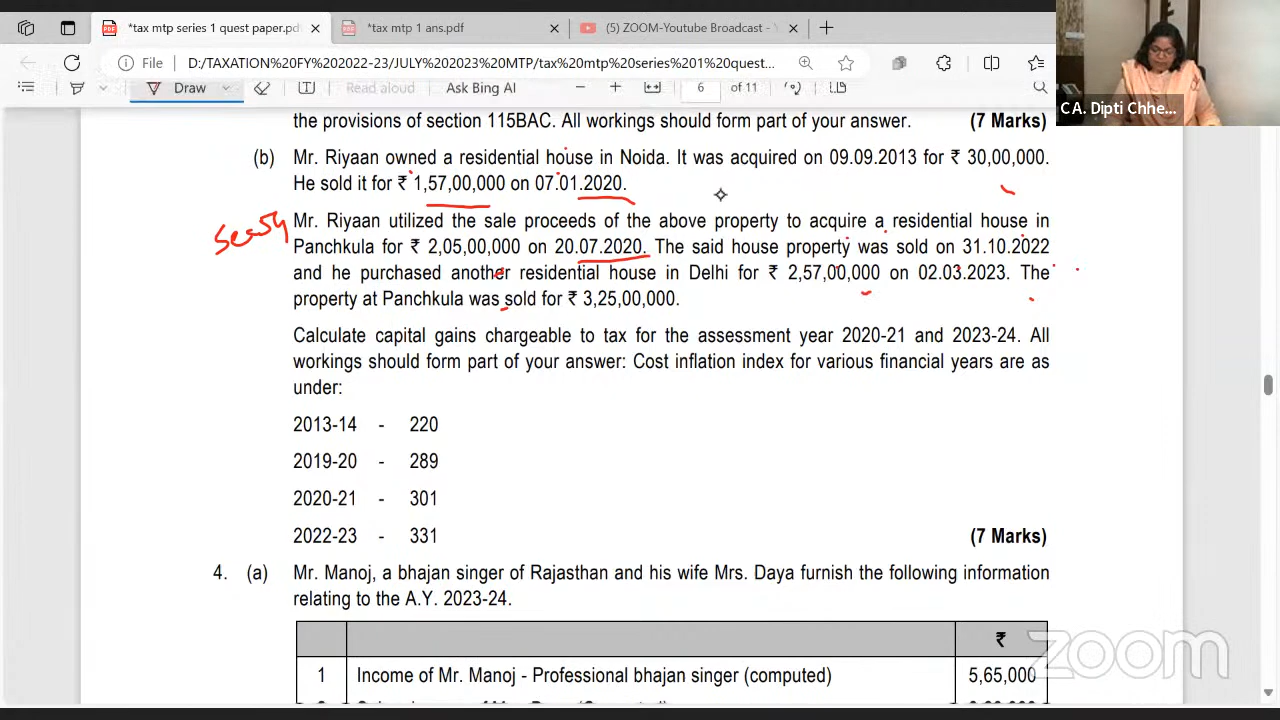 *tax mtp series 1 quest paper.pdf
*tax mtp 1 ans.pdf
(5) ZOOM-Youtube Broadcast -
File
D:/TAXATION%20FY%202022-23/JULY%202023%20MTP/tax%20mtp%20series%201%20quest...
Draw
Read aloud
Ask Bing AI
6
of 11
C A. Dipti Chhe...
the provisions of section 115BAC. All workings should form part of your answer. (7 Marks)
(b) Mr. Riyaan owned a residential house in Noida. It was acquired on 09.09.2013 for ₹ 30,00,000.
He sold it for ₹ 1,57,00,000 on 07.01.2020.
Sec 54
Mr. Riyaan utilized the sale proceeds of the above property to acquire a residential house in
Panchkula for ₹ 2,05,00,000 on 20.07.2020. The said house property was sold on 31.10.2022
and he purchased another residential house in Delhi for ₹ 2,57,00,000 on 02.03.2023. The
property at Panchkula was sold for ₹ 3,25,00,000.
Calculate capital gains chargeable to tax for the assessment year 2020-21 and 2023-24. All
workings should form part of your answer: Cost inflation index for various financial years are as
under:
2013-14 - 220
2019-20 - 289
2020-21 - 301
2022-23 - 331 (7 Marks)
4. (a) Mr. Manoj, a bhajan singer of Rajasthan and his wife Mrs. Daya furnish the following information
relating to the A.Y. 2023-24.
₹
1 Income of Mr. Manoj - Professional bhajan singer (computed) 5,65,000
zoom